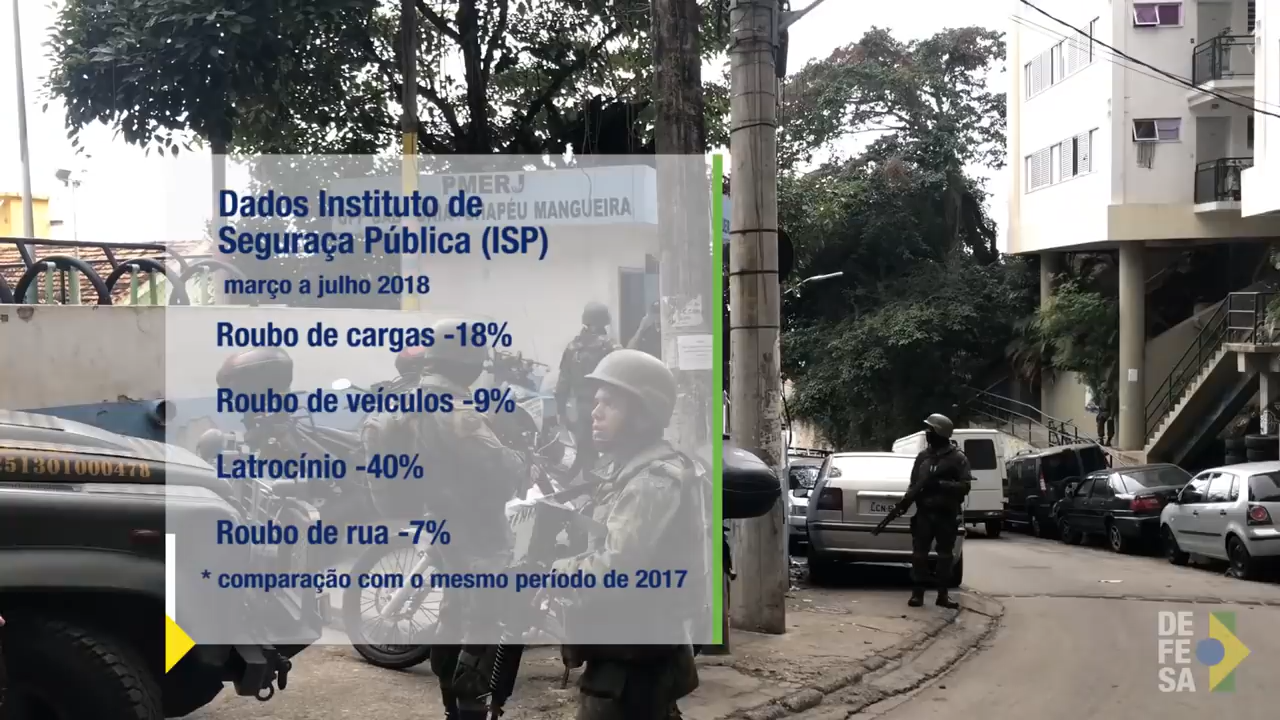 PMERJ
CHAPÉU MANGUEIRA
Dados Instituto de
Seguraça Pública (ISP)
março a julho 2018
Roubo de cargas -18%
Roubo de veículos -9%
Latrocínio -40%
Roubo de rua -7%
* comparação com o mesmo período de 2017
51301000478
DE
FE
SA